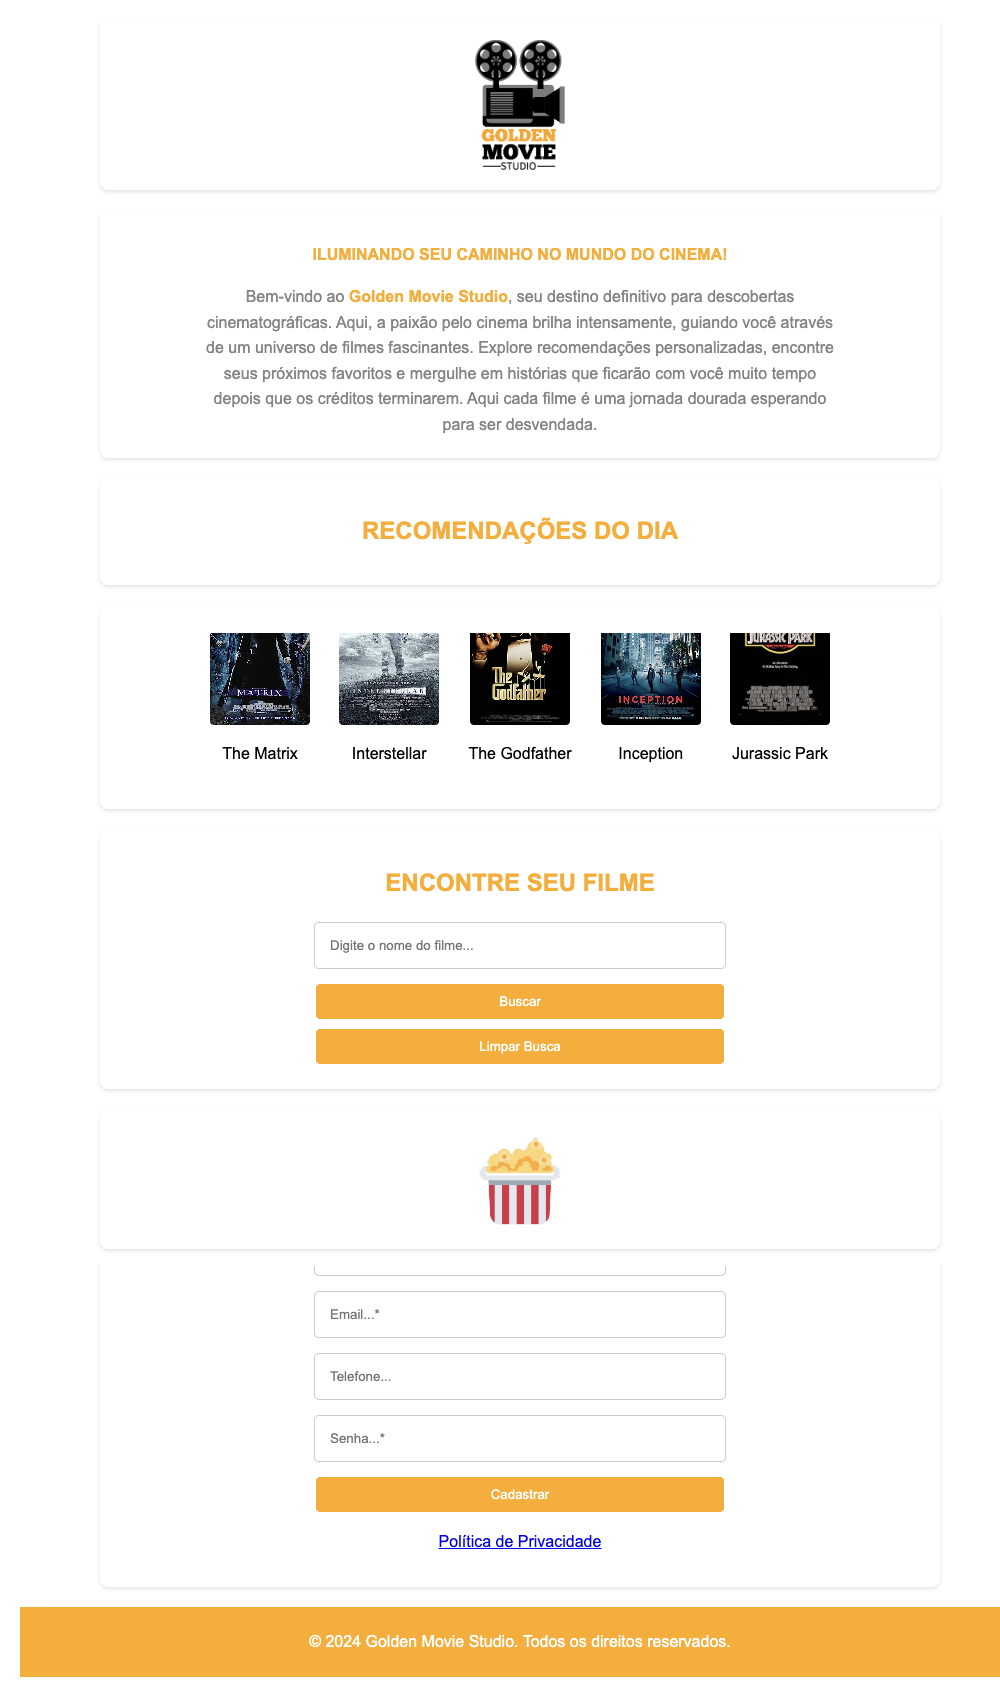 GOLDEN
MOVIE
STUDIO
ILUMINANDO SEU CAMINHO NO MUNDO DO CINEMA!
Bem-vindo ao Golden Movie Studio, seu destino definitivo para descobertas
cinematográficas. Aqui, a paixão pelo cinema brilha intensamente, guiando você através
de um universo de filmes fascinantes. Explore recomendações personalizadas, encontre
seus próximos favoritos e mergulhe em histórias que ficarão com você muito tempo
depois que os créditos terminarem. Aqui cada filme é uma jornada dourada esperando
para ser desvendada.
RECOMENDAÇÕES DO DIA
MATRIX
INTERSTELLAR
The
Godfather
INCEPTION
JURASSIC PARK
The Matrix
Interstellar
The Godfather
Inception
Jurassic Park
ENCONTRE SEU FILME
Digite o nome do filme...
Buscar
Limpar Busca
Email...*
Telefone...
Senha...*
Cadastrar
Política de Privacidade
© 2024 Golden Movie Studio. Todos os direitos reservados.